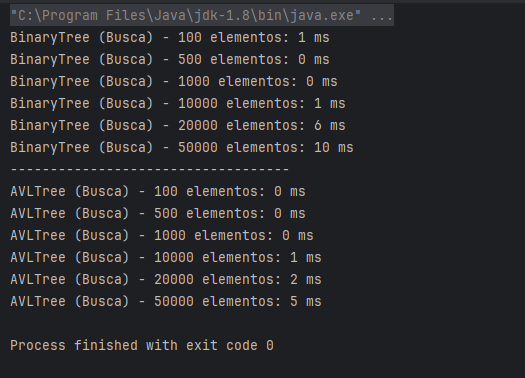 "C:\Program Files\Java\jdk-1.8\bin\java.exe" ...
BinaryTree (Busca) - 100 elementos: 1 ms
BinaryTree (Busca) - 500 elementos: 0 ms
BinaryTree (Busca) - 1000 elementos: 0 ms
BinaryTree (Busca) - 10000 elementos: 1 ms
BinaryTree (Busca) - 20000 elementos: 6 ms
BinaryTree (Busca) - 50000 elementos: 10 ms
-----------------------------------
AVLTree (Busca) - 100 elementos: 0 ms
AVLTree (Busca) - 500 elementos: 0 ms
AVLTree (Busca) - 1000 elementos: 0 ms
AVLTree (Busca) - 10000 elementos: 1 ms
AVLTree (Busca) - 20000 elementos: 2 ms
AVLTree (Busca) - 50000 elementos: 5 ms
Process finished with exit code 0